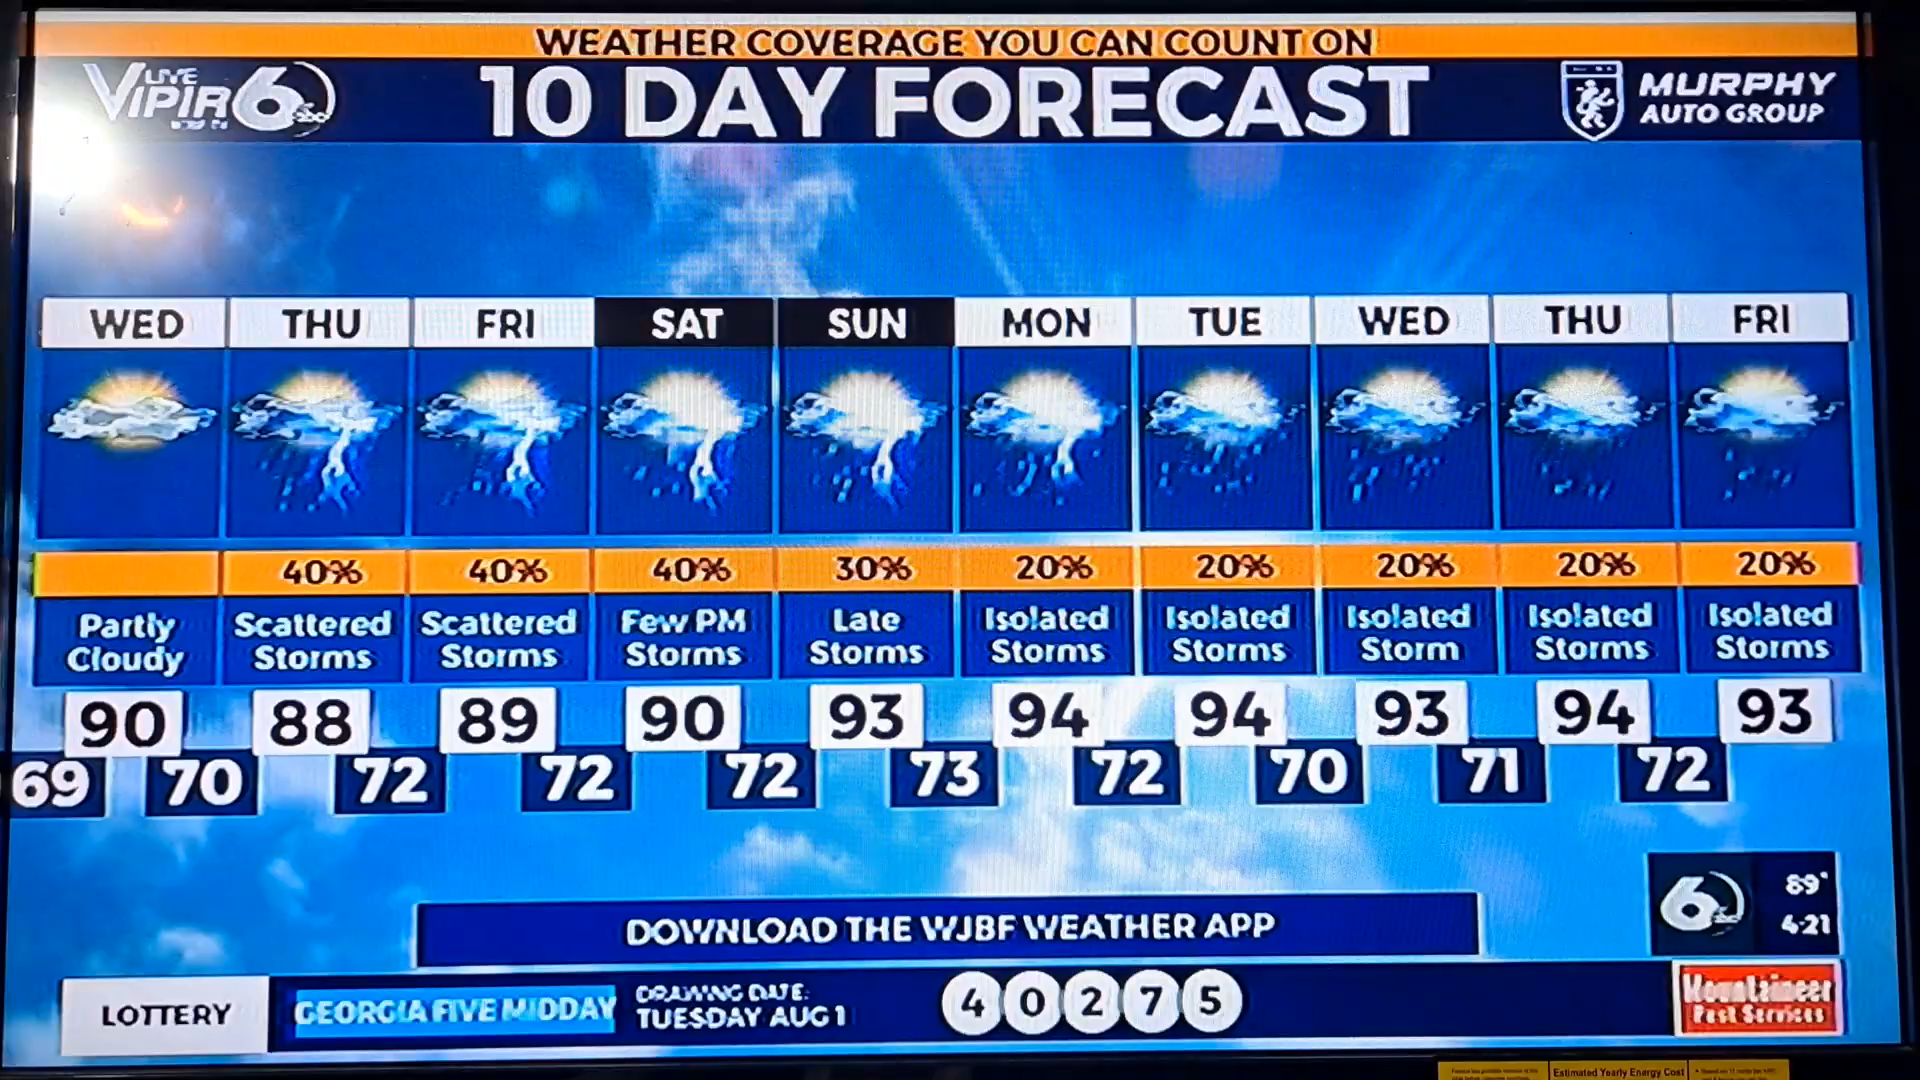 WEATHER COVERAGE YOU CAN COUNT ON
LIVE
VIPIR 6 abc
10 DAY FORECAST
MURPHY
AUTO GROUP
WED THU FRI SAT SUN MON TUE WED THU FRI
40% 40% 40% 30% 20% 20% 20% 20% 20%
Partly Scattered Scattered Few PM Late Isolated Isolated Isolated Isolated Isolated
Cloudy Storms Storms Storms Storms Storms Storms Storm Storms Storms
90 88 89 90 93 94 94 93 94 93
69 70 72 72 72 73 72 70 71 72
DOWNLOAD THE WJBF WEATHER APP
6 abc
89°
4:21
LOTTERY
GEORGIA FIVE MIDDAY
DRAWING DATE:
TUESDAY AUG 1
4 0 2 7 5
Mountaineer
Pest Services
Estimated Yearly Energy Cost